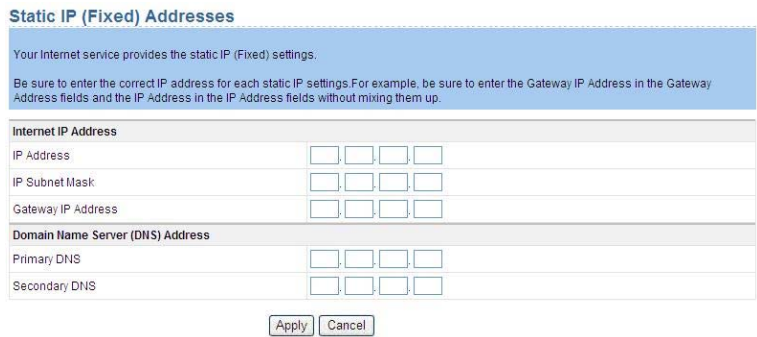 Static IP (Fixed) Addresses
Your Internet service provides the static IP (Fixed) settings.
Be sure to enter the correct IP address for each static IP settings.For example, be sure to enter the Gateway IP Address in the Gateway
Address fields and the IP Address in the IP Address fields without mixing them up.
Internet IP Address
IP Address . . .
IP Subnet Mask . . .
Gateway IP Address . . .
Domain Name Server (DNS) Address
Primary DNS . . .
Secondary DNS . . .
Apply Cancel